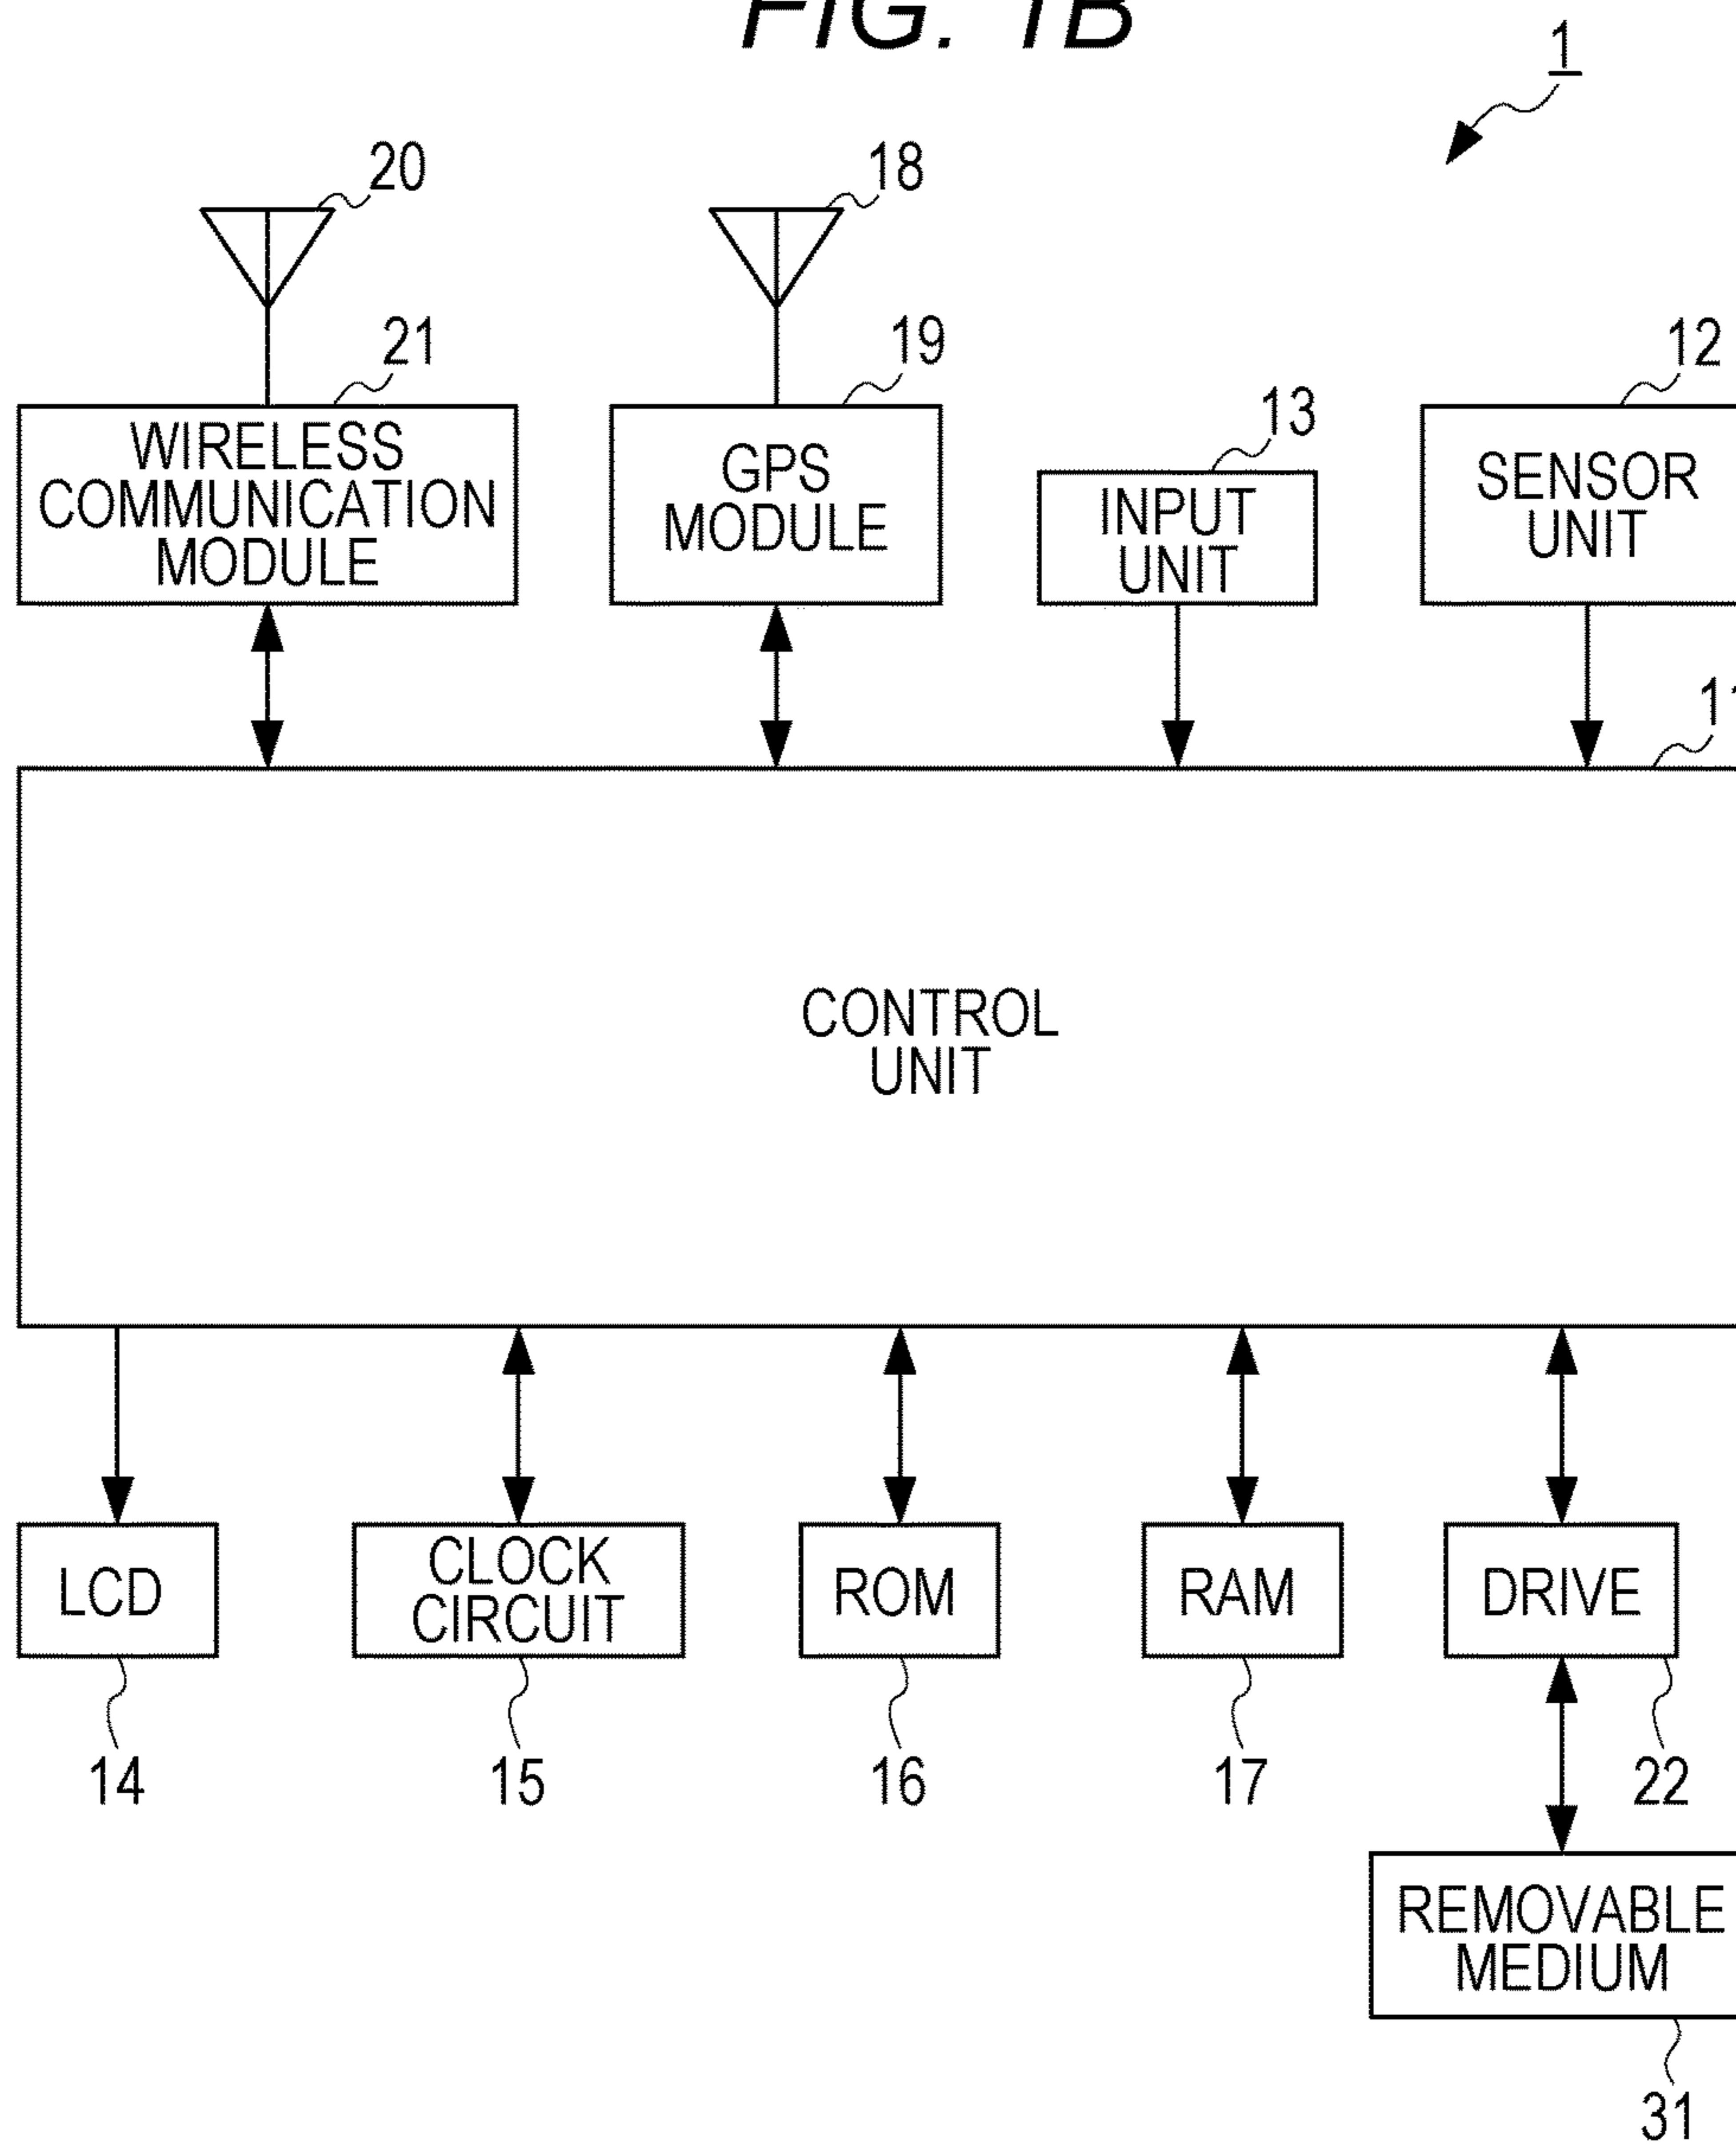 FIG. 1B
1
20
18
21
19
13
12
WIRELESS
COMMUNICATION
MODULE
GPS
MODULE
INPUT
UNIT
SENSOR
UNIT
11
CONTROL
UNIT
LCD
CLOCK
CIRCUIT
ROM
RAM
DRIVE
14
15
16
17
22
REMOVABLE
MEDIUM
31